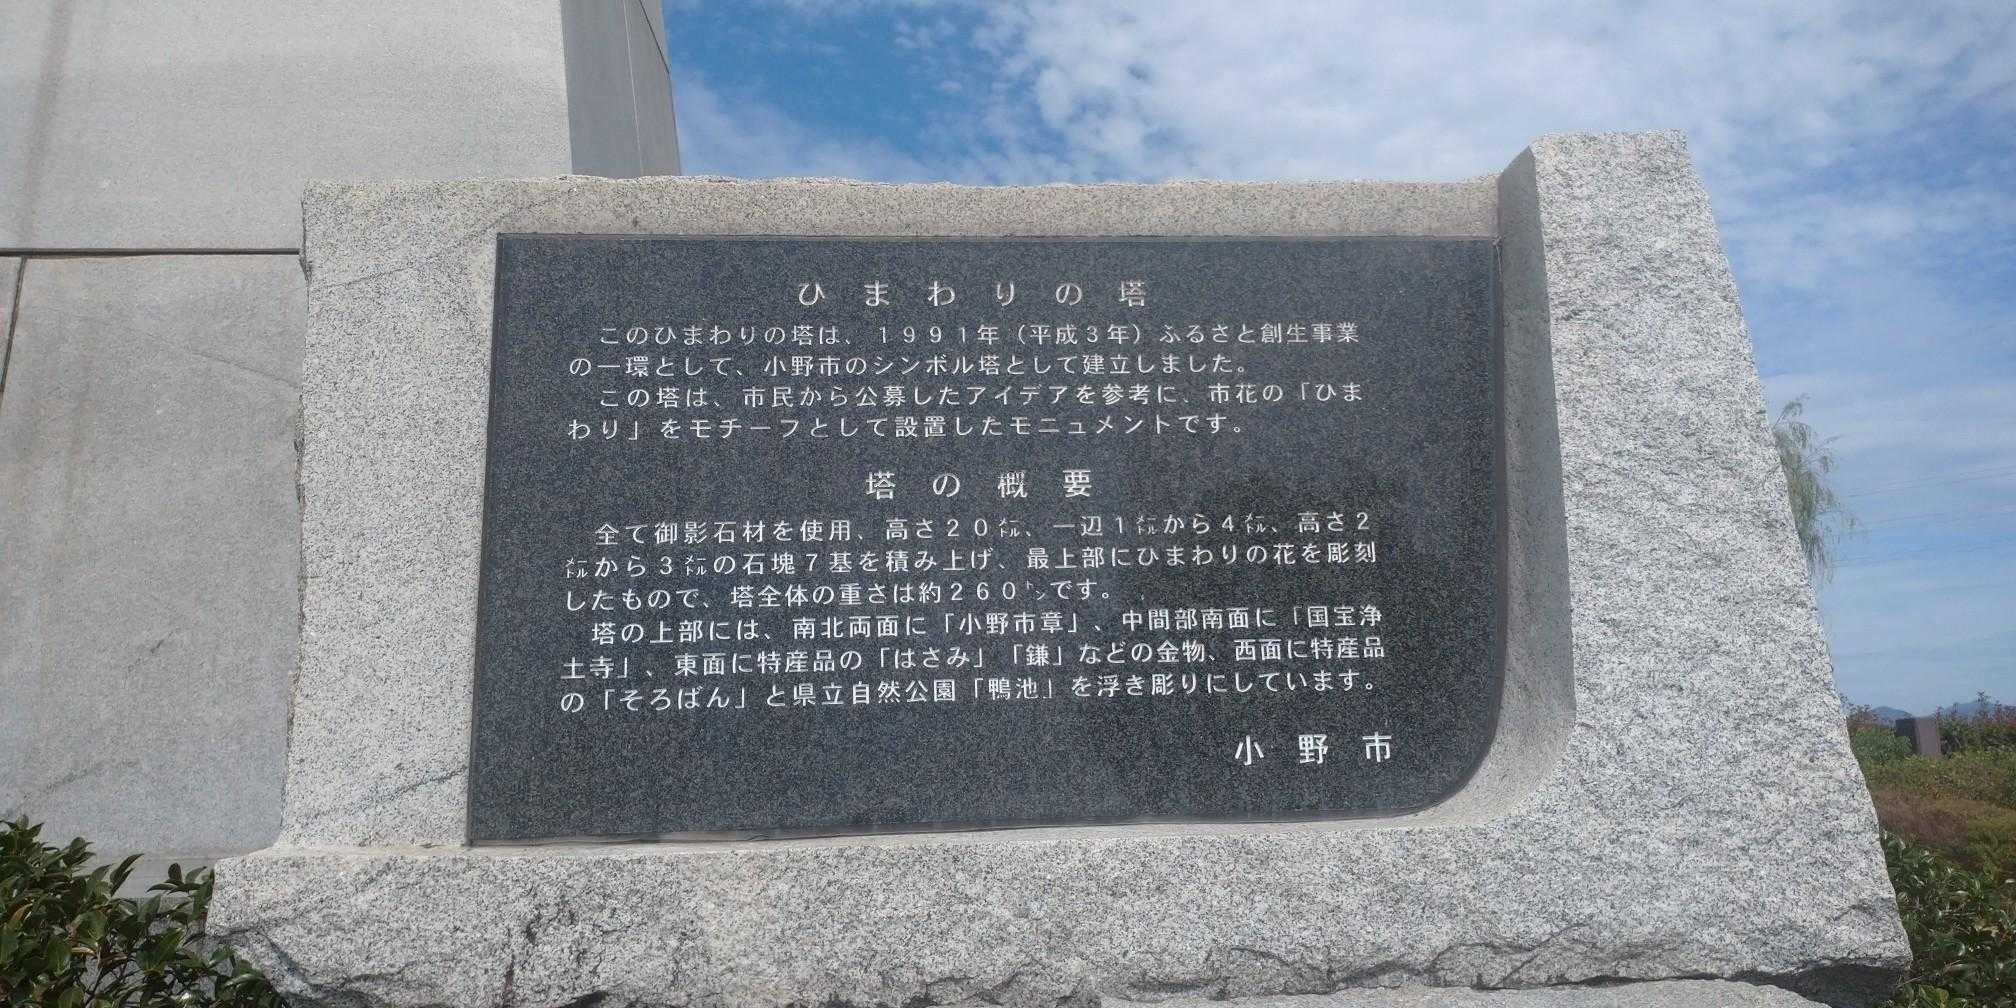 ひまわりの塔
このひまわりの塔は、１９９１年（平成３年）ふるさと創生事業
の一環として、小野市のシンボル塔として建立しました。
この塔は、市民から公募したアイデアを参考に、市花の「ひま
わり」をモチーフとして設置したモニュメントです。
塔の概要
全て御影石材を使用、高さ２０㍍、一辺１㍍から４㍍、高さ２
㍍から３㍍の石塊７基を積み上げ、最上部にひまわりの花を彫刻
したもので、塔全体の重さは約２６０㌧です。
塔の上部には、南北両面に「小野市章」、中間部南面に「国宝浄
土寺」、東面に特産品の「はさみ」「鎌」などの金物、西面に特産品
の「そろばん」と県立自然公園「鴨池」を浮き彫りにしています。
小野市